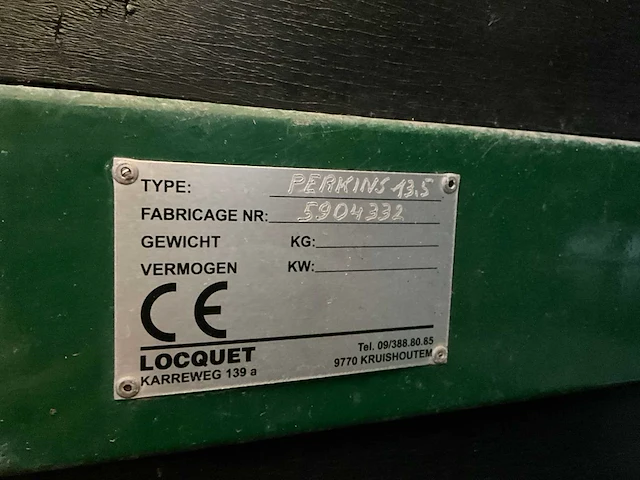 TYPE: PERKINS 13.5
FABRICAGE NR: 5904332
GEWICHT KG:
VERMOGEN KW:
CE
LOCQUET Tel. 09/388.80.85
KARREWEG 139 a 9770 KRUISHOUTEM